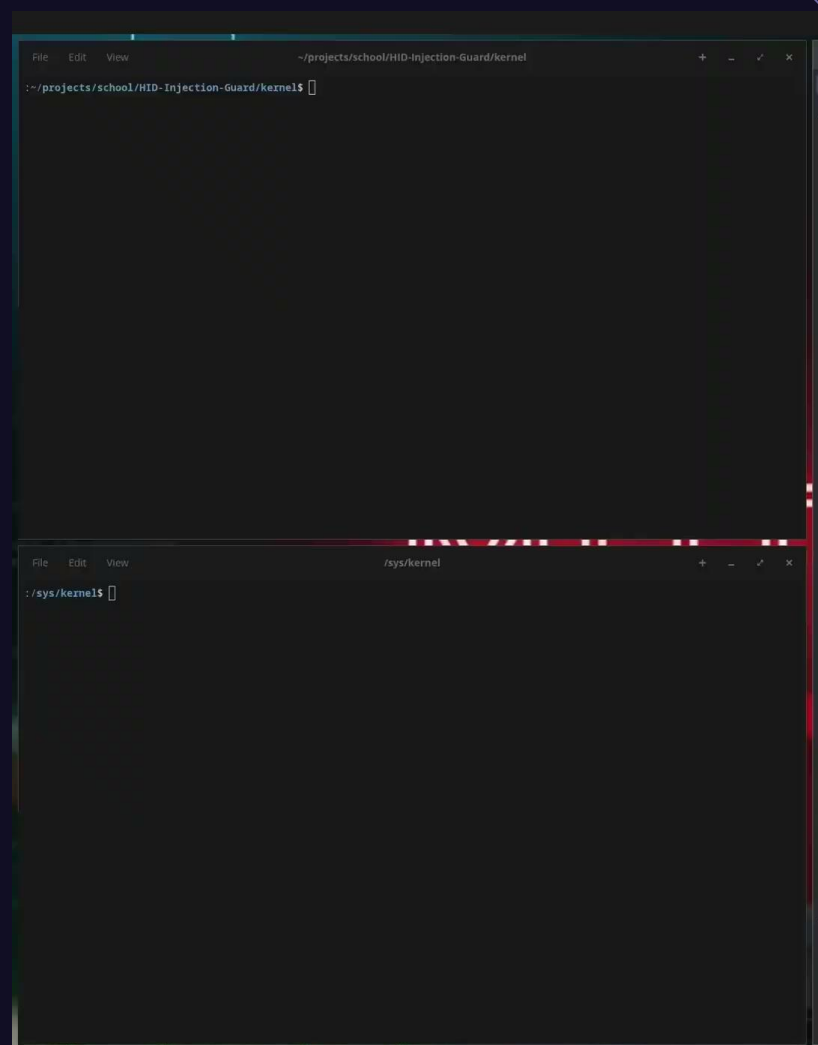 File Edit View ~/projects/school/HID-Injection-Guard/kernel
:~/projects/school/HID-Injection-Guard/kernel$
File Edit View /sys/kernel
:/sys/kernel$